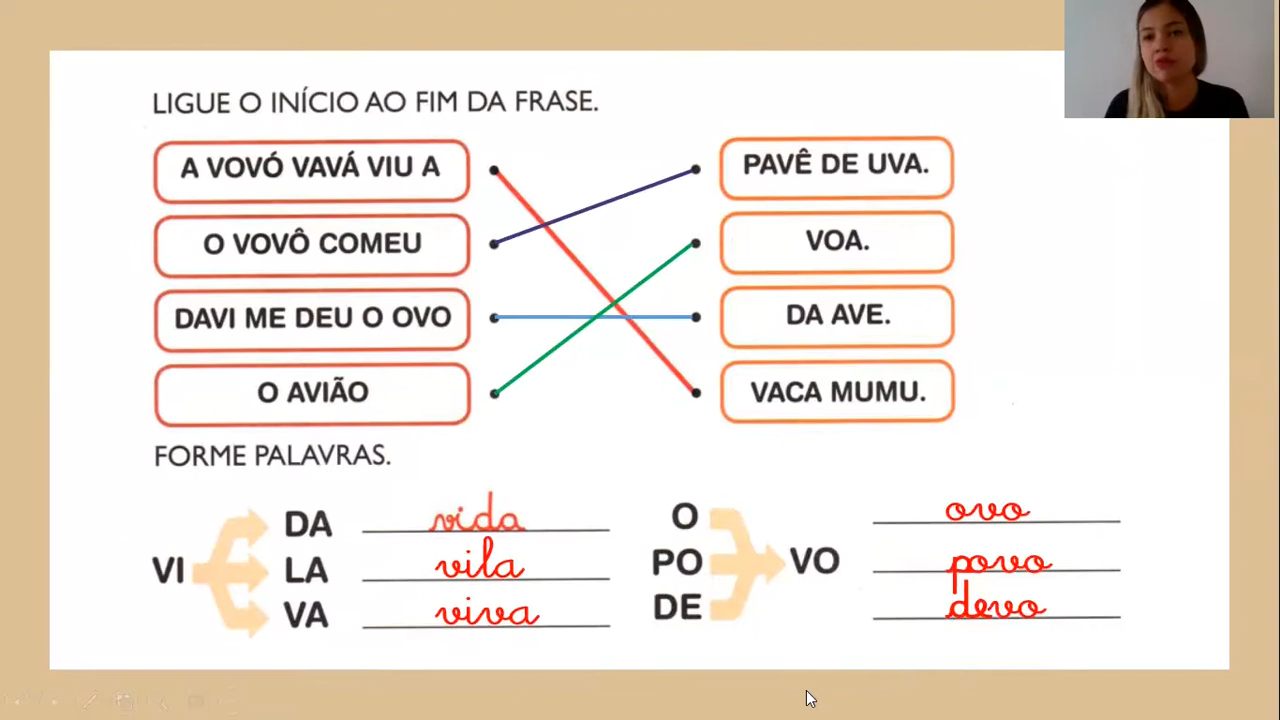 LIGUE O INÍCIO AO FIM DA FRASE.
A VOVÓ VAVÁ VIU A
PAVÊ DE UVA.
O VOVÔ COMEU
VOA.
DAVI ME DEU O OVO
DA AVE.
O AVIÃO
VACA MUMU.
FORME PALAVRAS.
VI
DA vida
LA vila
VA viva
O
PO
DE
VO
ovo
povo
devo